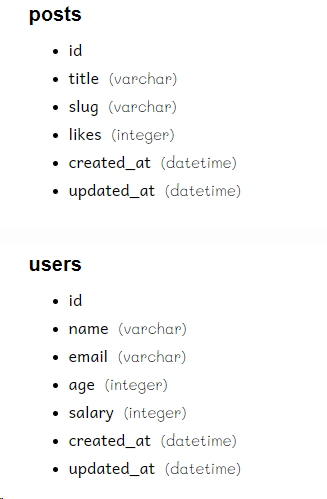 posts
id
title (varchar)
slug (varchar)
likes (integer)
created_at (datetime)
updated_at (datetime)
users
id
name (varchar)
email (varchar)
age (integer)
salary (integer)
created_at (datetime)
updated_at (datetime)